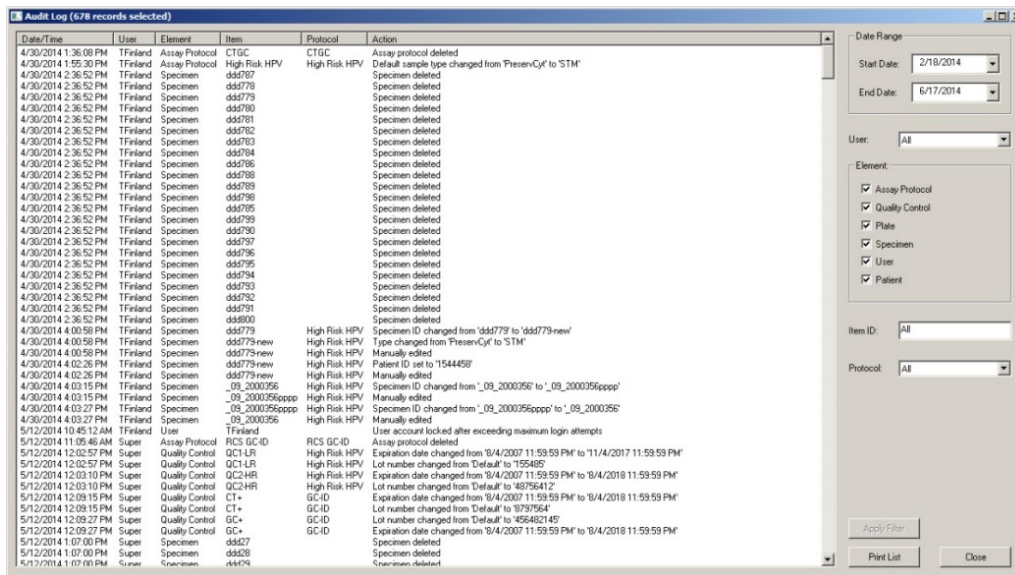 Audit Log (678 records selected)
Date/Time User Element Item Protocol Action
4/30/2014 1:36:08 PM TFinland Assay Protocol CTGC CTGC Assay protocol deleted
4/30/2014 1:55:30 PM TFinland Assay Protocol High Risk HPV High Risk HPV Default sample type changed from 'PreservCyt' to 'STM'
4/30/2014 2:36:52 PM TFinland Specimen ddd787 Specimen deleted
4/30/2014 2:36:52 PM TFinland Specimen ddd778 Specimen deleted
4/30/2014 2:36:52 PM TFinland Specimen ddd779 Specimen deleted
4/30/2014 2:36:52 PM TFinland Specimen ddd780 Specimen deleted
4/30/2014 2:36:52 PM TFinland Specimen ddd781 Specimen deleted
4/30/2014 2:36:52 PM TFinland Specimen ddd782 Specimen deleted
4/30/2014 2:36:52 PM TFinland Specimen ddd783 Specimen deleted
4/30/2014 2:36:52 PM TFinland Specimen ddd784 Specimen deleted
4/30/2014 2:36:52 PM TFinland Specimen ddd786 Specimen deleted
4/30/2014 2:36:52 PM TFinland Specimen ddd788 Specimen deleted
4/30/2014 2:36:52 PM TFinland Specimen ddd789 Specimen deleted
4/30/2014 2:36:52 PM TFinland Specimen ddd798 Specimen deleted
4/30/2014 2:36:52 PM TFinland Specimen ddd785 Specimen deleted
4/30/2014 2:36:52 PM TFinland Specimen ddd799 Specimen deleted
4/30/2014 2:36:52 PM TFinland Specimen ddd790 Specimen deleted
4/30/2014 2:36:52 PM TFinland Specimen ddd797 Specimen deleted
4/30/2014 2:36:52 PM TFinland Specimen ddd796 Specimen deleted
4/30/2014 2:36:52 PM TFinland Specimen ddd795 Specimen deleted
4/30/2014 2:36:52 PM TFinland Specimen ddd794 Specimen deleted
4/30/2014 2:36:52 PM TFinland Specimen ddd793 Specimen deleted
4/30/2014 2:36:52 PM TFinland Specimen ddd792 Specimen deleted
4/30/2014 2:36:52 PM TFinland Specimen ddd791 Specimen deleted
4/30/2014 2:36:52 PM TFinland Specimen ddd800 Specimen deleted
4/30/2014 4:00:58 PM TFinland Specimen ddd779 High Risk HPV Specimen ID changed from 'ddd779' to 'ddd779-new'
4/30/2014 4:00:58 PM TFinland Specimen ddd779-new High Risk HPV Type changed from 'PreservCyt' to 'STM'
4/30/2014 4:00:58 PM TFinland Specimen ddd779-new High Risk HPV Manually edited
4/30/2014 4:02:26 PM TFinland Specimen ddd779-new High Risk HPV Patient ID set to '1544458'
4/30/2014 4:02:26 PM TFinland Specimen ddd779-new High Risk HPV Manually edited
4/30/2014 4:03:15 PM TFinland Specimen _09_2000356 High Risk HPV Specimen ID changed from '_09_2000356' to '_09_2000356pppp'
4/30/2014 4:03:15 PM TFinland Specimen _09_2000356pppp High Risk HPV Manually edited
4/30/2014 4:03:27 PM TFinland Specimen _09_2000356pppp High Risk HPV Specimen ID changed from '_09_2000356pppp' to '_09_2000356'
4/30/2014 4:03:27 PM TFinland Specimen _09_2000356 High Risk HPV Manually edited
5/12/2014 10:45:12 AM TFinland User TFinland User account locked after exceeding maximum login attempts
5/12/2014 11:05:46 AM Super Assay Protocol RCS GC-ID RCS GC-ID Assay protocol deleted
5/12/2014 12:02:57 PM Super Quality Control QC1-LR High Risk HPV Expiration date changed from '8/4/2007 11:59:59 PM' to '11/4/2017 11:59:59 PM'
5/12/2014 12:02:57 PM Super Quality Control QC1-LR High Risk HPV Lot number changed from 'Default' to '155485'
5/12/2014 12:03:10 PM Super Quality Control QC2-HR High Risk HPV Expiration date changed from '8/4/2007 11:59:59 PM' to '8/4/2018 11:59:59 PM'
5/12/2014 12:03:10 PM Super Quality Control QC2-HR High Risk HPV Lot number changed from 'Default' to '48756412'
5/12/2014 12:09:15 PM Super Quality Control CT+ GC-ID Expiration date changed from '8/4/2007 11:59:59 PM' to '8/4/2018 11:59:59 PM'
5/12/2014 12:09:15 PM Super Quality Control CT+ GC-ID Lot number changed from 'Default' to '8797564'
5/12/2014 12:09:27 PM Super Quality Control GC+ GC-ID Lot number changed from 'Default' to '456482145'
5/12/2014 12:09:27 PM Super Quality Control GC+ GC-ID Expiration date changed from '8/4/2007 11:59:59 PM' to '8/4/2018 11:59:59 PM'
5/12/2014 1:07:00 PM Super Specimen ddd27 Specimen deleted
5/12/2014 1:07:00 PM Super Specimen ddd28 Specimen deleted
5/12/2014 1:07:00 PM Super Specimen ddd29 Specimen deleted
Date Range
Start Date: 2/18/2014
End Date: 6/17/2014
User: All
Element
Assay Protocol
Quality Control
Plate
Specimen
User
Patient
Item ID: All
Protocol: All
Apply Filter
Print List Close